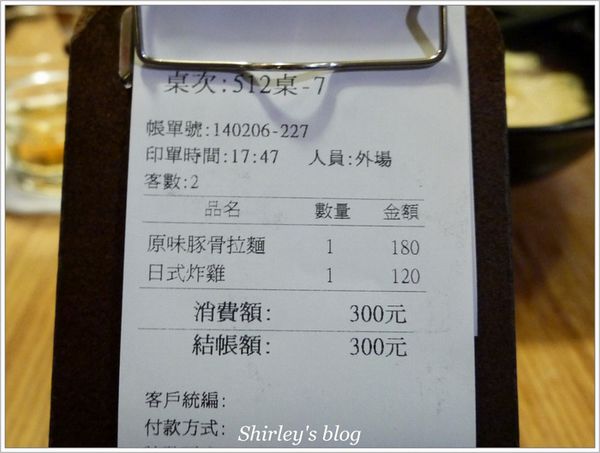 桌次:512桌-7
帳單號:140206-227
印單時間:17:47 人員:外場
客數:2
品名 數量 金額
原味豚骨拉麵 1 180
日式炸雞 1 120
消費額: 300元
結帳額: 300元
客戶統編:
付款方式:
Shirley's blog